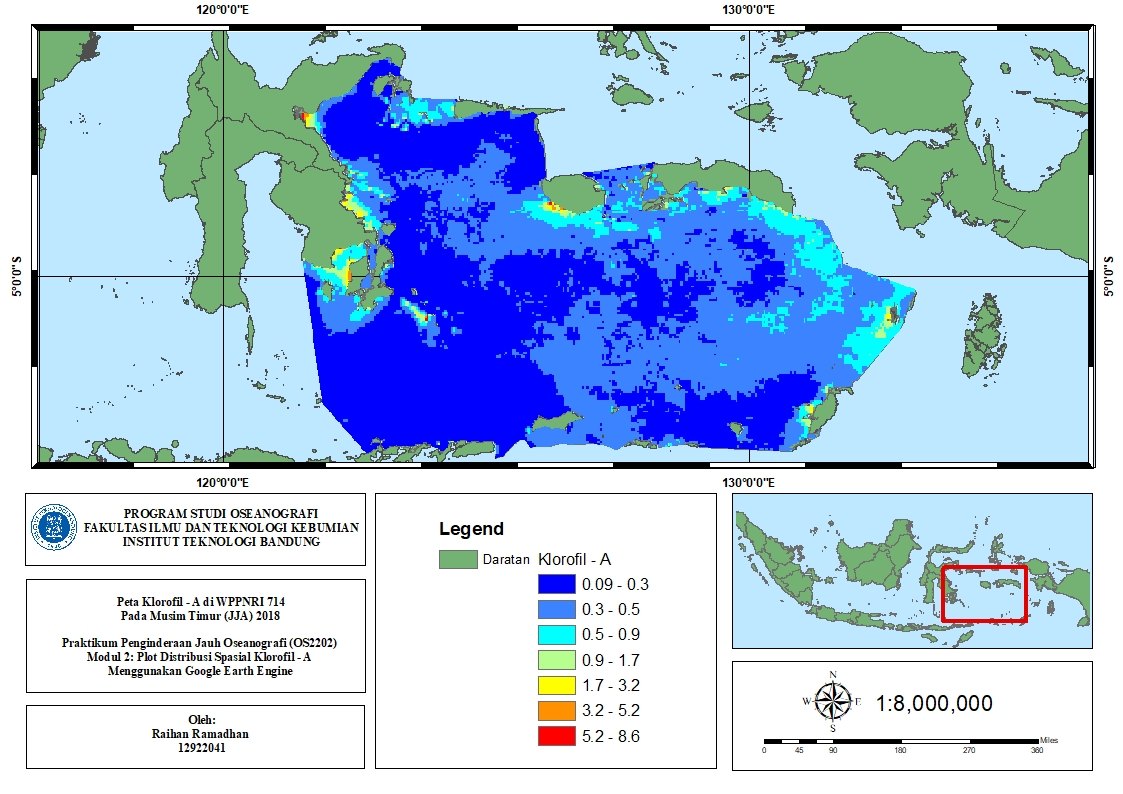 120°0'0"E
130°0'0"E
5°0'0"S
5°0'0"S
120°0'0"E
130°0'0"E
PROGRAM STUDI OSEANOGRAFI
FAKULTAS ILMU DAN TEKNOLOGI KEBUMIAN
INSTITUT TEKNOLOGI BANDUNG
Peta Klorofil - A di WPPNRI 714
Pada Musim Timur (JJA) 2018
Praktikum Penginderaan Jauh Oseanografi (OS2202)
Modul 2: Plot Distribusi Spasial Klorofil - A
Menggunakan Google Earth Engine
Oleh:
Raihan Ramadhan
12922041
Legend
Daratan
Klorofil - A
0.09 - 0.3
0.3 - 0.5
0.5 - 0.9
0.9 - 1.7
1.7 - 3.2
3.2 - 5.2
5.2 - 8.6
N
W E
S
1:8,000,000
Miles
0 45 90 180 270 360